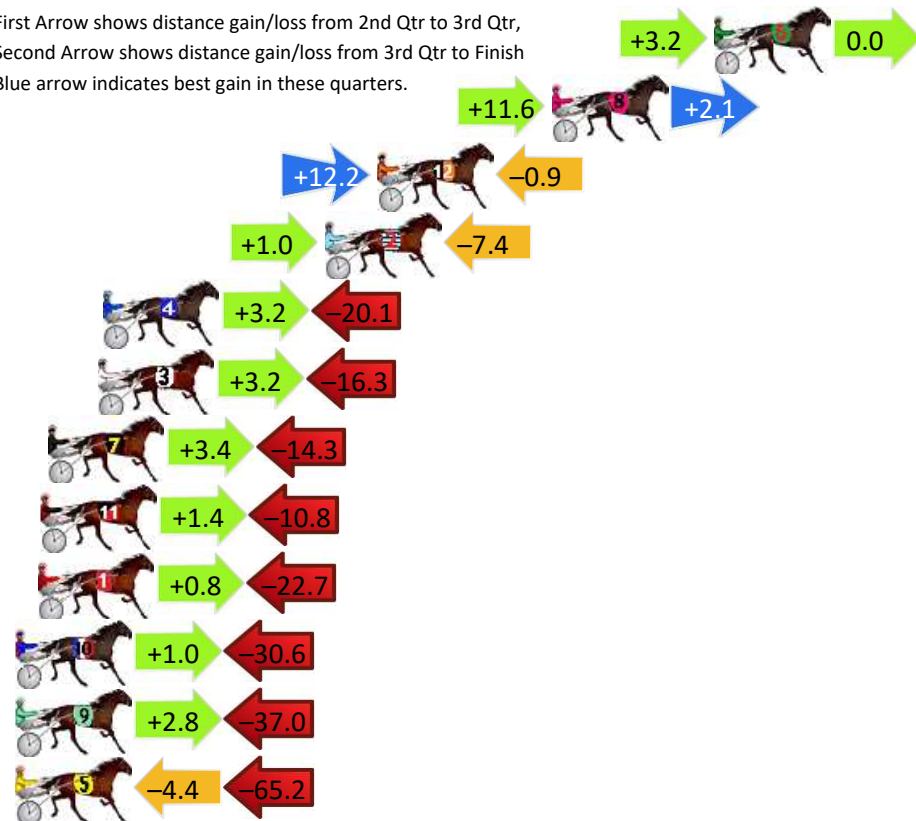 First Arrow shows distance gain/loss from 2nd Qtr to 3rd Qtr,
Second Arrow shows distance gain/loss from 3rd Qtr to Finish
Blue arrow indicates best gain in these quarters.
+3.2 6 0.0
+11.6 8 +2.1
+12.2 12 –0.9
+1.0 2 –7.4
4 +3.2 –20.1
3 +3.2 –16.3
7 +3.4 –14.3
11 +1.4 –10.8
1 +0.8 –22.7
10 +1.0 –30.6
9 +2.8 –37.0
5 –4.4 –65.2